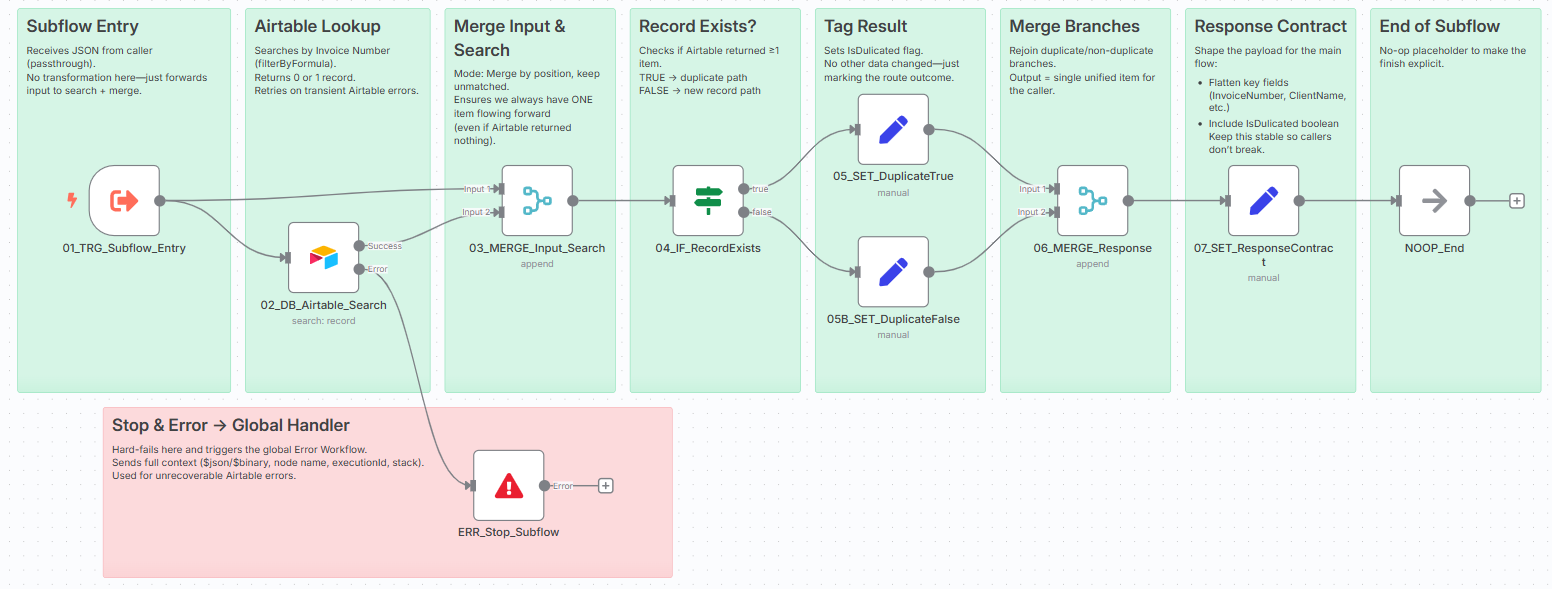 Subflow Entry
Receives JSON from caller
(passthrough).
No transformation here—just forwards
input to search + merge.
01_TRG_Subflow_Entry
Airtable Lookup
Searches by Invoice Number
(filterByFormula).
Returns 0 or 1 record.
Retries on transient Airtable errors.
Success
Error
02_DB_Airtable_Search
search: record
Merge Input &
Search
Mode: Merge by position, keep
unmatched.
Ensures we always have ONE
item flowing forward
(even if Airtable returned
nothing).
Input 1
Input 2
03_MERGE_Input_Search
append
Record Exists?
Checks if Airtable returned ≥1
item.
TRUE → duplicate path
FALSE → new record path
true
false
04_IF_RecordExists
Tag Result
Sets IsDulicated flag.
No other data changed—just
marking the route outcome.
05_SET_DuplicateTrue
manual
05B_SET_DuplicateFalse
manual
Merge Branches
Rejoin duplicate/non-duplicate
branches.
Output = single unified item for
the caller.
Input 1
Input 2
06_MERGE_Response
append
Response Contract
Shape the payload for the main
flow:
• Flatten key fields
(InvoiceNumber, ClientName,
etc.)
• Include IsDulicated boolean
Keep this stable so callers
don't break.
07_SET_ResponseContrac
t
manual
End of Subflow
No-op placeholder to make the
finish explicit.
NOOP_End
Stop & Error → Global Handler
Hard-fails here and triggers the global Error Workflow.
Sends full context ($json/$binary, node name, executionId, stack).
Used for unrecoverable Airtable errors.
Error
ERR_Stop_Subflow